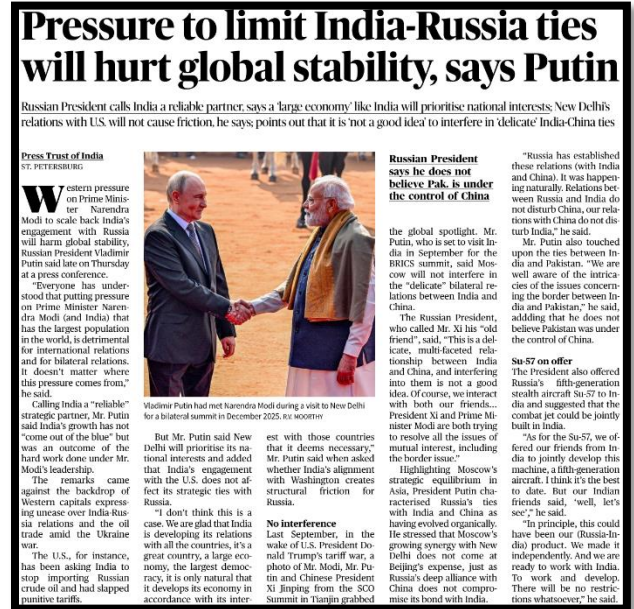 Pressure to limit India-Russia ties
will hurt global stability, says Putin
Russian President calls India a reliable partner, says a ‘large economy’ like India will prioritise national interests; New Delhi’s
relations with U.S. will not cause friction, he says; points out that it is ‘not a good idea’ to interfere in ‘delicate’ India-China ties
Press Trust of India
ST. PETERSBURG
Western pressure
on Prime Minis-
ter Narendra
Modi to scale back India’s
engagement with Russia
will harm global stability,
Russian President Vladimir
Putin said late on Thursday
at a press conference.
“Everyone has under-
stood that putting pressure
on Prime Minister Naren-
dra Modi (and India) that
has the largest population
in the world, is detrimental
for international relations
and for bilateral relations.
It doesn’t matter where
this pressure comes from,”
he said.
Calling India a “reliable”
strategic partner, Mr. Putin
said India’s growth has not
“come out of the blue” but
was an outcome of the
hard work done under Mr.
Modi’s leadership.
The remarks came
against the backdrop of
Western capitals express-
ing unease over India-Rus-
sia relations and the oil
trade amid the Ukraine
war.
The U.S., for instance,
has been asking India to
stop importing Russian
crude oil and had slapped
punitive tariffs.
Vladimir Putin had met Narendra Modi during a visit to New Delhi
for a bilateral summit in December 2025. R.V. MOORTHY
But Mr. Putin said New
Delhi will prioritise its na-
tional interests and added
that India’s engagement
with the U.S. does not af-
fect its strategic ties with
Russia.
“I don’t think this is a
case. We are glad that India
is developing its relations
with all the countries, it’s a
great country, a large eco-
nomy, the largest democ-
racy, it is only natural that
it develops its economy in
accordance with its inter-
est with those countries
that it deems necessary,”
Mr. Putin said when asked
whether India’s alignment
with Washington creates
structural friction for
Russia.
No interference
Last September, in the
wake of U.S. President Do-
nald Trump’s tariff war, a
photo of Mr. Modi, Mr. Pu-
tin and Chinese President
Xi Jinping from the SCO
Summit in Tianjin grabbed
Russian President
says he does not
believe Pak. is under
the control of China
the global spotlight. Mr.
Putin, who is set to visit In-
dia in September for the
BRICS summit, said Mos-
cow will not interfere in
the “delicate” bilateral re-
lations between India and
China.
The Russian President,
who called Mr. Xi his “old
friend”, said, “This is a del-
icate, multi-faceted rela-
tionship between India
and China, and interfering
into them is not a good
idea. Of course, we interact
with both our friends...
President Xi and Prime Mi-
nister Modi are both trying
to resolve all the issues of
mutual interest, including
the border issue.”
Highlighting Moscow’s
strategic equilibrium in
Asia, President Putin cha-
racterised Russia’s ties
with India and China as
having evolved organically.
He stressed that Moscow’s
growing synergy with New
Delhi does not come at
Beijing’s expense, just as
Russia’s deep alliance with
China does not compro-
mise its bond with India.
“Russia has established
these relations (with India
and China). It was happen-
ing naturally. Relations bet-
ween Russia and India do
not disturb China, our rela-
tions with China do not dis-
turb India,” he said.
Mr. Putin also touched
upon the ties between In-
dia and Pakistan. “We are
well aware of the intrica-
cies of the issues concern-
ing the border between In-
dia and Pakistan,” he said,
addding that he does not
believe Pakistan was under
the control of China.
Su-57 on offer
The President also offered
Russia’s fifth-generation
stealth aircraft Su-57 to In-
dia and suggested that the
combat jet could be jointly
built in India.
“As for the Su-57, we of-
fered our friends from In-
dia to jointly develop this
machine, a fifth-generation
aircraft. I think it’s the best
to date. But our Indian
friends said, ‘well, let’s
see’,” he said.
“In principle, this could
have been our (Russia-In-
dia) product. We made it
independently. And we are
ready to work with India.
To work and develop.
There will be no restric-
tions whatsoever,” he said.